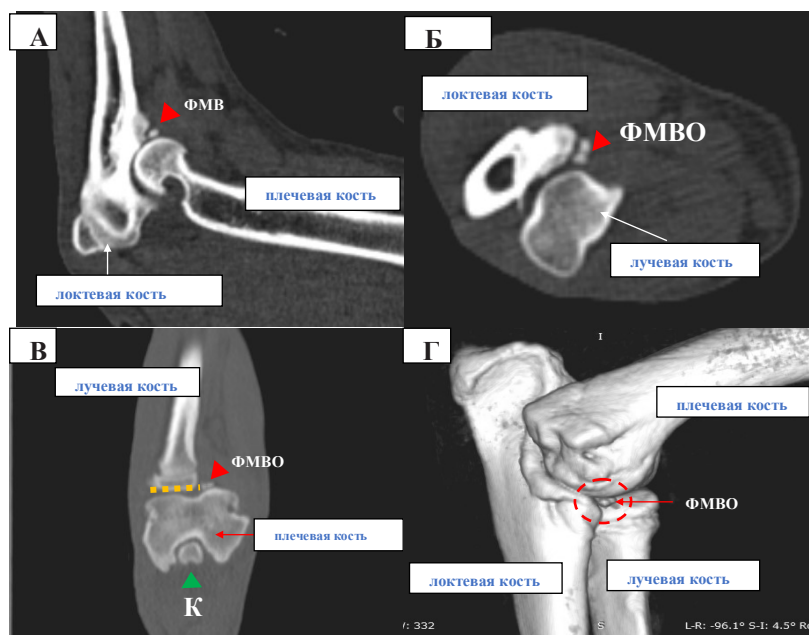 А
ФМВ
плечевая кость
локтевая кость
Б
локтевая кость
ФМВО
лучевая кость
В
лучевая кость
ФМВО
плечевая кость
К
Г
I
плечевая кость
ФМВО
локтевая кость
лучевая кость
: 332
S
L-R: -96.1° S-I: 4.5° R